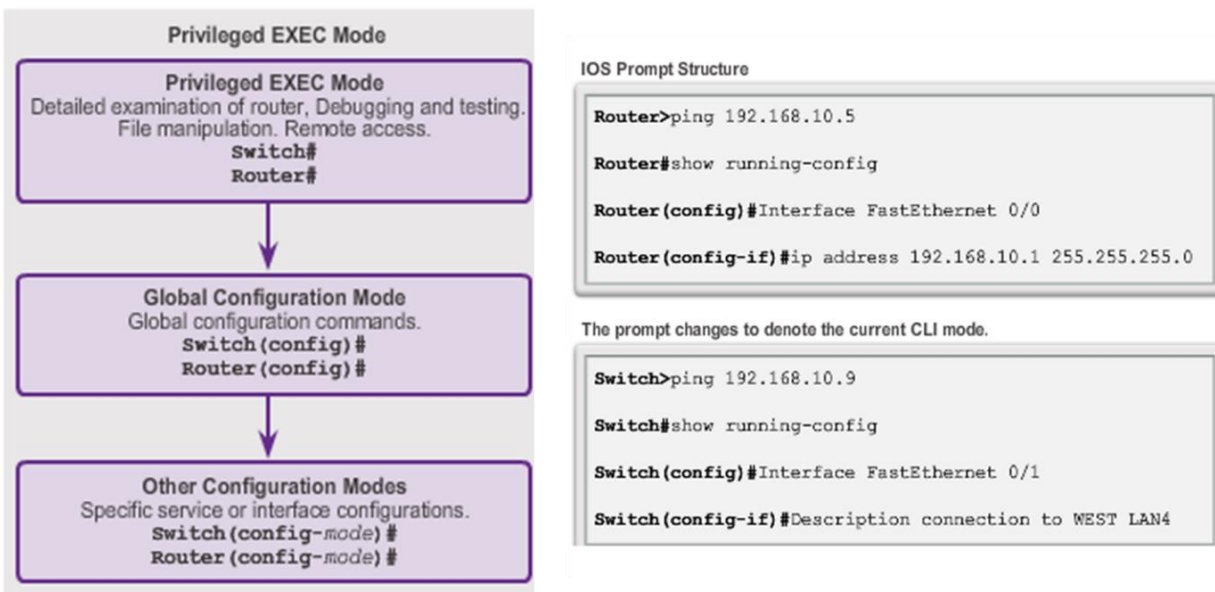 Privileged EXEC Mode
Privileged EXEC Mode
Detailed examination of router, Debugging and testing.
File manipulation. Remote access.
Switch#
Router#
Global Configuration Mode
Global configuration commands.
Switch(config)#
Router(config)#
Other Configuration Modes
Specific service or interface configurations.
Switch(config-mode)#
Router(config-mode)#
IOS Prompt Structure
Router>ping 192.168.10.5
Router#show running-config
Router(config)#Interface FastEthernet 0/0
Router(config-if)#ip address 192.168.10.1 255.255.255.0
The prompt changes to denote the current CLI mode.
Switch>ping 192.168.10.9
Switch#show running-config
Switch(config)#Interface FastEthernet 0/1
Switch(config-if)#Description connection to WEST LAN4